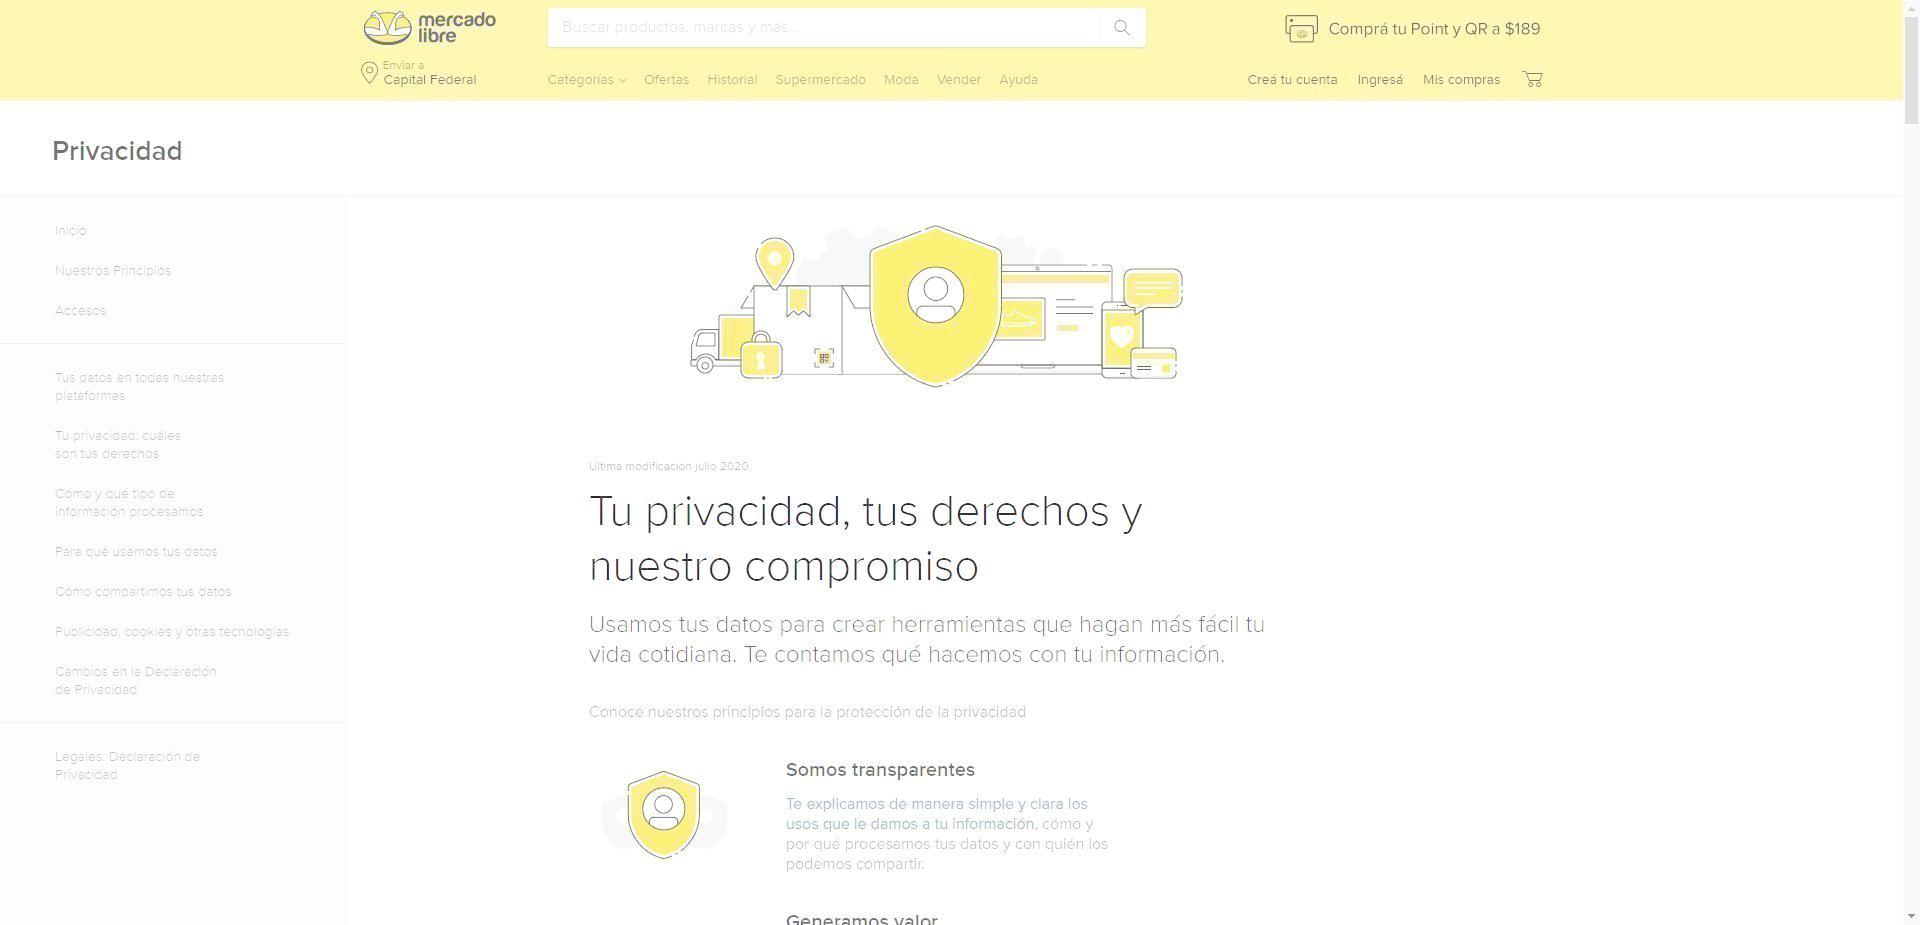 mercado
libre
Buscar productos, marcas y más...
Comprá tu Point y QR a $189
Enviar a
Capital Federal
Categorías
Ofertas
Historial
Supermercado
Moda
Vender
Ayuda
Creá tu cuenta
Ingresá
Mis compras
Privacidad
Inicio
Nuestros Principios
Accesos
Tus datos en todas nuestras
plataformas
Tu privacidad: cuáles
son tus derechos
Cómo y qué tipo de
información procesamos
Para qué usamos tus datos
Cómo compartimos tus datos
Publicidad, cookies y otras tecnologías
Cambios en la Declaración
de Privacidad
Legales: Declaración de
Privacidad
Última modificación julio 2020
Tu privacidad, tus derechos y
nuestro compromiso
Usamos tus datos para crear herramientas que hagan más fácil tu
vida cotidiana. Te contamos qué hacemos con tu información.
Conoce nuestros principios para la protección de la privacidad
Somos transparentes
Te explicamos de manera simple y clara los
usos que le damos a tu información, cómo y
por qué procesamos tus datos y con quién los
podemos compartir.
Generamos valor